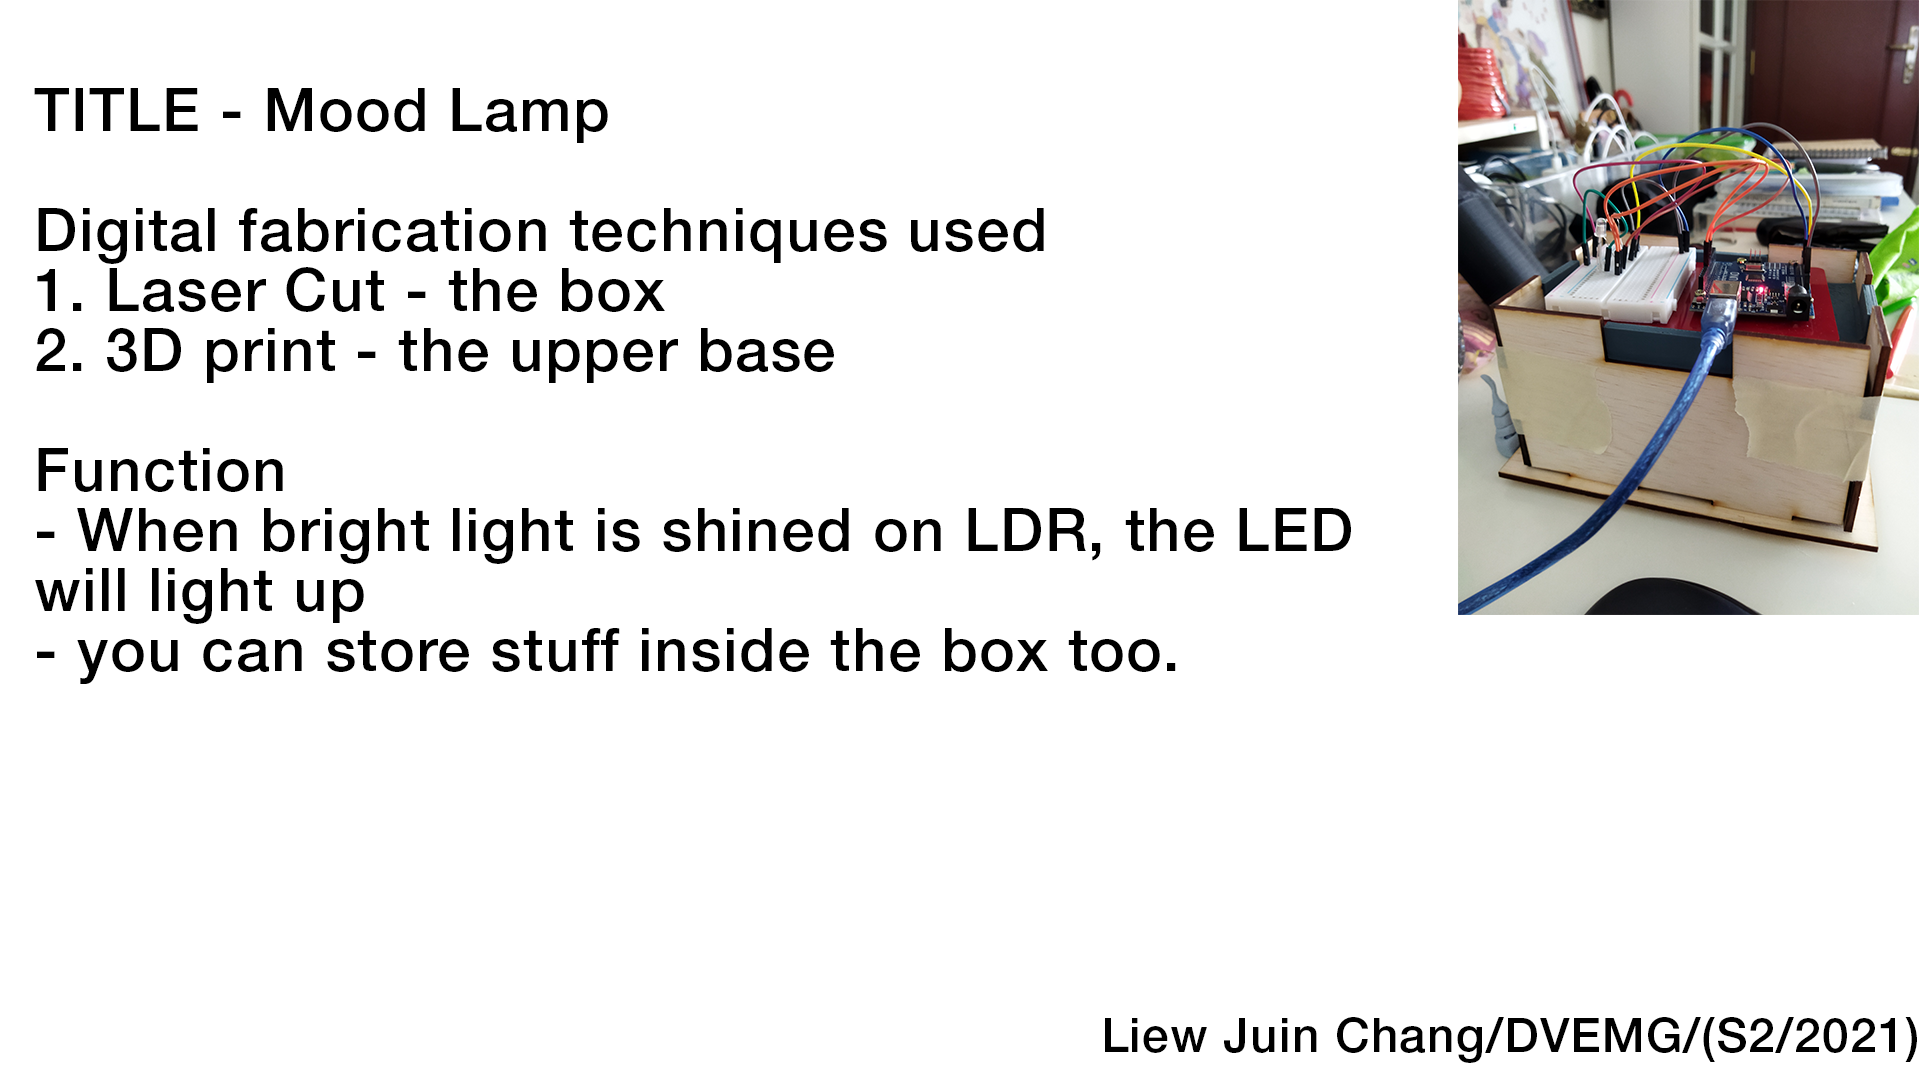 TITLE - Mood Lamp
Digital fabrication techniques used
1. Laser Cut - the box
2. 3D print - the upper base
Function
- When bright light is shined on LDR, the LED
will light up
- you can store stuff inside the box too.
Liew Juin Chang/DVEMG/(S2/2021)